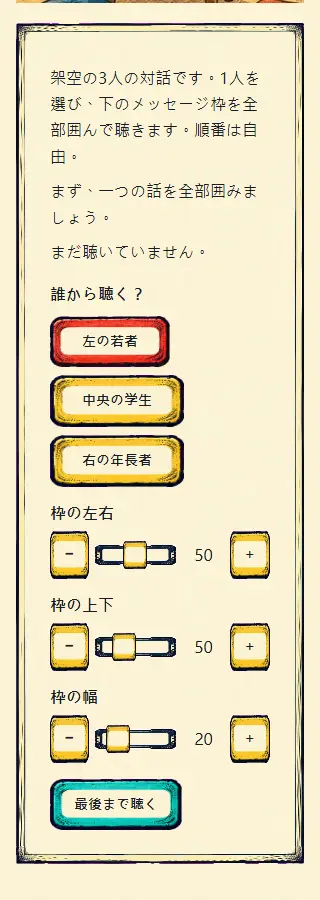 架空の3人の対話です。1人を
選び、下のメッセージ枠を全
部囲んで聴きます。順番は自
由。
まず、一つの話を全部囲みま
しょう。
まだ聴いていません。
誰から聴く？
左の若者
中央の学生
右の年長者
枠の左右
− 50 +
枠の上下
− 50 +
枠の幅
− 20 +
最後まで聴く